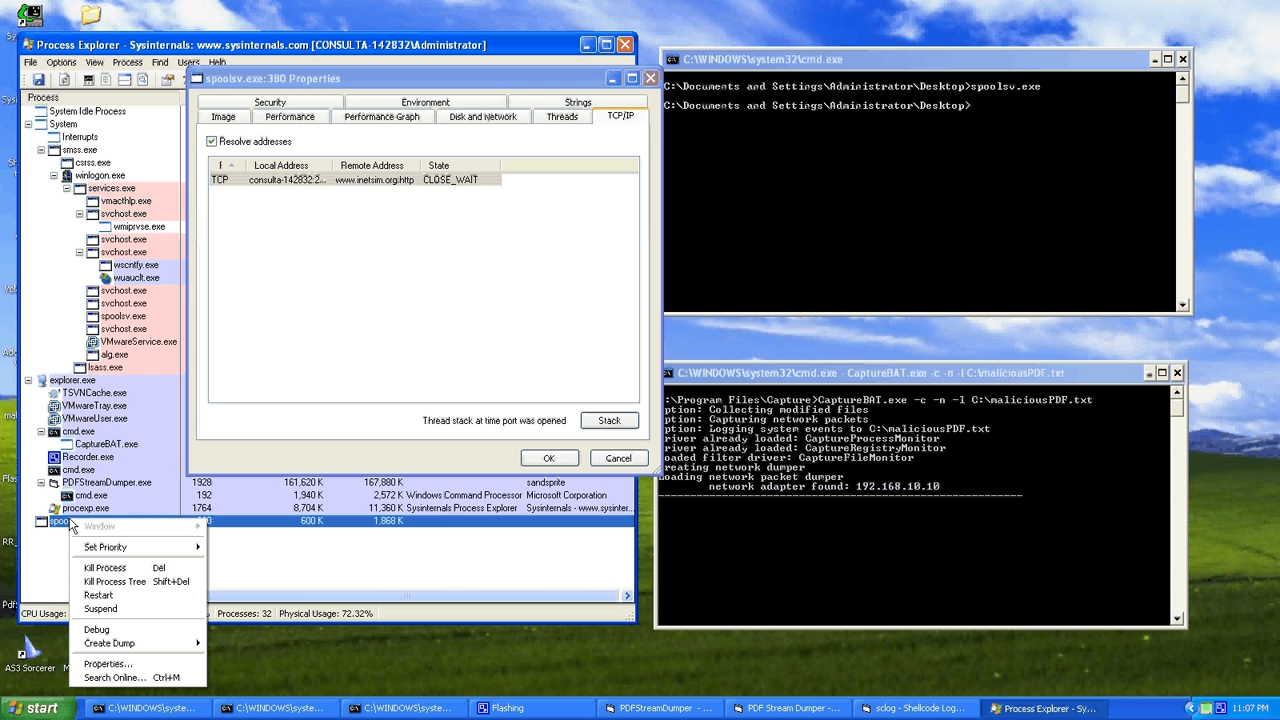 Process Explorer - Sysinternals: www.sysinternals.com [CONSULTA-142832\Administrator]
File Options View Process Find Users Help
Process
System Idle Process
System
Interrupts
smss.exe
csrss.exe
winlogon.exe
services.exe
vmacthlp.exe
svchost.exe
wmiprvse.exe
svchost.exe
svchost.exe
wscntfy.exe
wuauclt.exe
svchost.exe
svchost.exe
spoolsv.exe
svchost.exe
VMwareService.exe
alg.exe
lsass.exe
explorer.exe
TSVNCache.exe
VMwareTray.exe
VMwareUser.exe
cmd.exe
CaptureBAT.exe
Recorder.exe
cmd.exe
PDFStreamDumper.exe 1928 161,620 K 167,880 K sandsprite
cmd.exe 192 1,940 K 2,572 K Windows Command Processor Microsoft Corporation
procexp.exe 1764 8,704 K 11,360 K Sysinternals Process Explorer Sysinternals - www.sysinter...
600 K 1,868 K
CPU Usage: Processes: 32 Physical Usage: 72.32%
spoolsv.exe:380 Properties
Security Environment Strings
Image Performance Performance Graph Disk and Network Threads TCP/IP
Resolve addresses
Local Address Remote Address State
TCP consulta-142832:2... www.inetsim.org:http CLOSE_WAIT
Thread stack at time port was opened Stack
OK Cancel
Window
Set Priority
Kill Process Del
Kill Process Tree Shift+Del
Restart
Suspend
Debug
Create Dump
Properties...
Search Online... Ctrl+M
C:\WINDOWS\system32\cmd.exe
C:\Documents and Settings\Administrator\Desktop>spoolsv.exe
C:\Documents and Settings\Administrator\Desktop>
C:\WINDOWS\system32\cmd.exe - CaptureBAT.exe -c -n -l C:\maliciousPDF.txt
:\Program Files\Capture>CaptureBAT.exe -c -n -l C:\maliciousPDF.txt
ption: Collecting modified files
ption: Capturing network packets
ption: Logging system events to C:\maliciousPDF.txt
river already loaded: CaptureProcessMonitor
river already loaded: CaptureRegistryMonitor
oaded filter driver: CaptureFileMonitor
reating network dumper
oading network packet dumper
network adapter found: 192.168.10.10
AS3 Sorcerer
start C:\WINDOWS\syste... C:\WINDOWS\syste... C:\WINDOWS\syste... Flashing PDFStreamDumper - ... PDF Stream Dumper -... sclog - Shellcode Log... Process Explorer - Sy... 11:07 PM